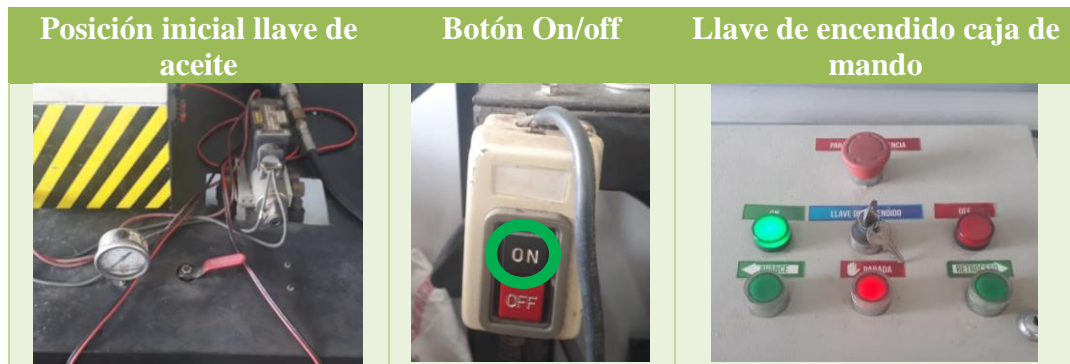 Posición inicial llave de
aceite
Botón On/off
Llave de encendido caja de
mando
ON
OFF
ON
LLAVE DE ENCENDIDO
OFF
AVANCE
PARADA
RETROCESO